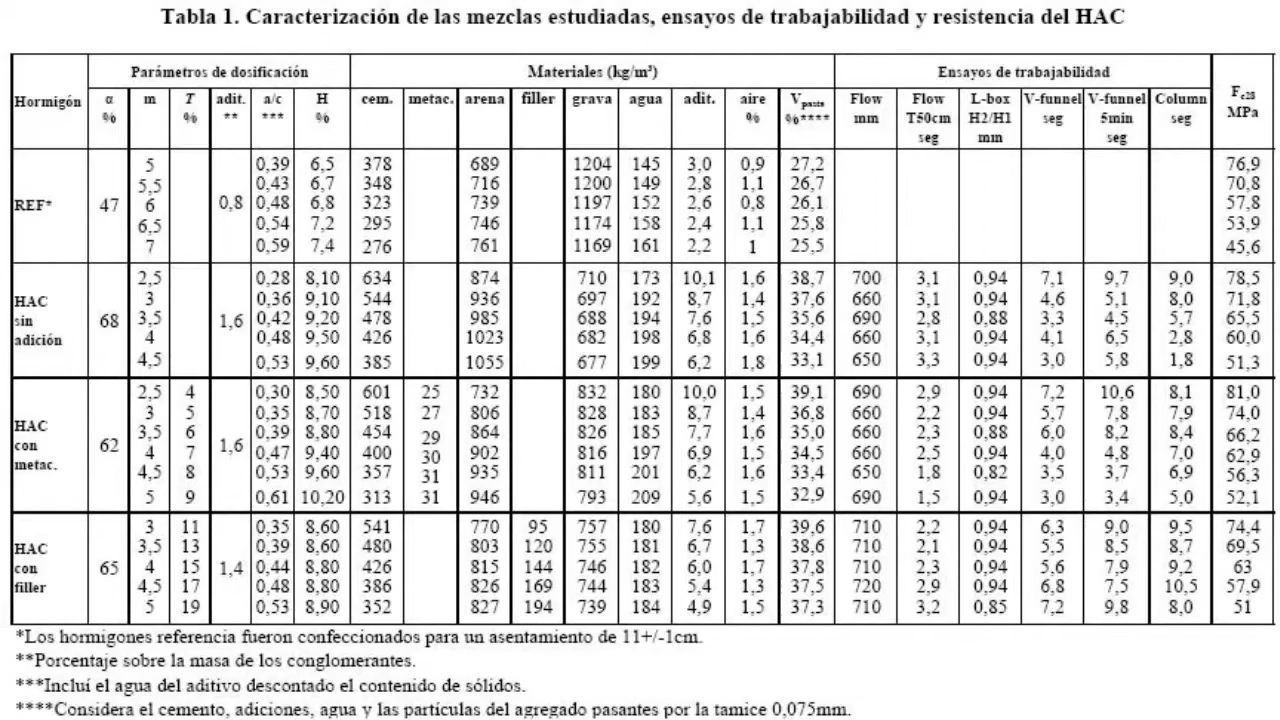 Tabla 1. Caracterización de las mezclas estudiadas, ensayos de trabajabilidad y resistencia del HAC
Hormigón Parámetros de dosificación Materiales (kg/m³) Ensayos de trabajabilidad Fc28 MPa
α % m T % adit. ** a/c *** H % cem. metac. arena filler grava agua adit. aire % Vpasta %**** Flow mm Flow T50cm seg L-box H2/H1 mm V-funnel seg V-funnel 5min seg Column seg
REF* 47 0,8
5 0,39 6,5 378 689 1204 145 3,0 0,9 27,2 76,9
5,5 0,43 6,7 348 716 1200 149 2,8 1,1 26,7 70,8
6 0,48 6,8 323 739 1197 152 2,6 0,8 26,1 57,8
6,5 0,54 7,2 295 746 1174 158 2,4 1,1 25,8 53,9
7 0,59 7,4 276 761 1169 161 2,2 1 25,5 45,6
HAC sin adición 68 1,6
2,5 0,28 8,10 634 874 710 173 10,1 1,6 38,7 700 3,1 0,94 7,1 9,7 9,0 78,5
3 0,36 9,10 544 936 697 192 8,7 1,4 37,6 660 3,1 0,94 4,6 5,1 8,0 71,8
3,5 0,42 9,20 478 985 688 194 7,6 1,5 35,6 690 2,8 0,88 3,3 4,5 5,7 65,5
4 0,48 9,50 426 1023 682 198 6,8 1,6 34,4 660 3,1 0,94 4,1 6,5 2,8 60,0
4,5 0,53 9,60 385 1055 677 199 6,2 1,8 33,1 650 3,3 0,94 3,0 5,8 1,8 51,3
HAC con metac. 62 1,6
2,5 4 0,30 8,50 601 25 732 832 180 10,0 1,5 39,1 690 2,9 0,94 7,2 10,6 8,1 81,0
3 5 0,35 8,70 518 27 806 828 183 8,7 1,4 36,8 660 2,2 0,94 5,7 7,8 7,9 74,0
3,5 6 0,39 8,80 454 29 864 826 185 7,7 1,6 35,0 660 2,3 0,88 6,0 8,2 8,4 66,2
4 7 0,47 9,40 400 30 902 816 197 6,9 1,5 34,5 660 2,5 0,94 4,0 4,8 7,0 62,9
4,5 8 0,53 9,60 357 31 935 811 201 6,2 1,6 33,4 650 1,8 0,82 3,5 3,7 6,9 56,3
5 9 0,61 10,20 313 31 946 793 209 5,6 1,5 32,9 690 1,5 0,94 3,0 3,4 5,0 52,1
HAC con filler 65 1,4
3 11 0,35 8,60 541 770 95 757 180 7,6 1,7 39,6 710 2,2 0,94 6,3 9,0 9,5 74,4
3,5 13 0,39 8,60 480 803 120 755 181 6,7 1,3 38,6 710 2,1 0,94 5,5 8,5 8,7 69,5
4 15 0,44 8,80 426 815 144 746 182 6,0 1,7 37,8 710 2,3 0,94 5,6 7,9 9,2 63
4,5 17 0,48 8,80 386 826 169 744 183 5,4 1,3 37,5 720 2,9 0,94 6,8 7,5 10,5 57,9
5 19 0,53 8,90 352 827 194 739 184 4,9 1,5 37,3 710 3,2 0,85 7,2 9,8 8,0 51
*Los hormigones referencia fueron confeccionados para un asentamiento de 11+/-1cm.
**Porcentaje sobre la masa de los conglomerantes.
***Incluí el agua del aditivo descontado el contenido de sólidos.
****Considera el cemento, adiciones, agua y las partículas del agregado pasantes por la tamice 0,075mm.